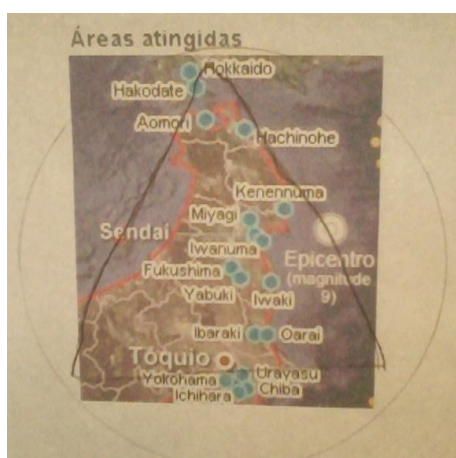 Áreas atingidas
Hokkaido
Hakodate
Aomori
Hachinohe
Kenennuma
Miyagi
Sendai
Iwanuma
Epicentro
(magnitude
9)
Fukushima
Yabuki
Iwaki
Ibaraki
Oarai
Tóquio
Urayasu
Yokohama
Chiba
Ichihara